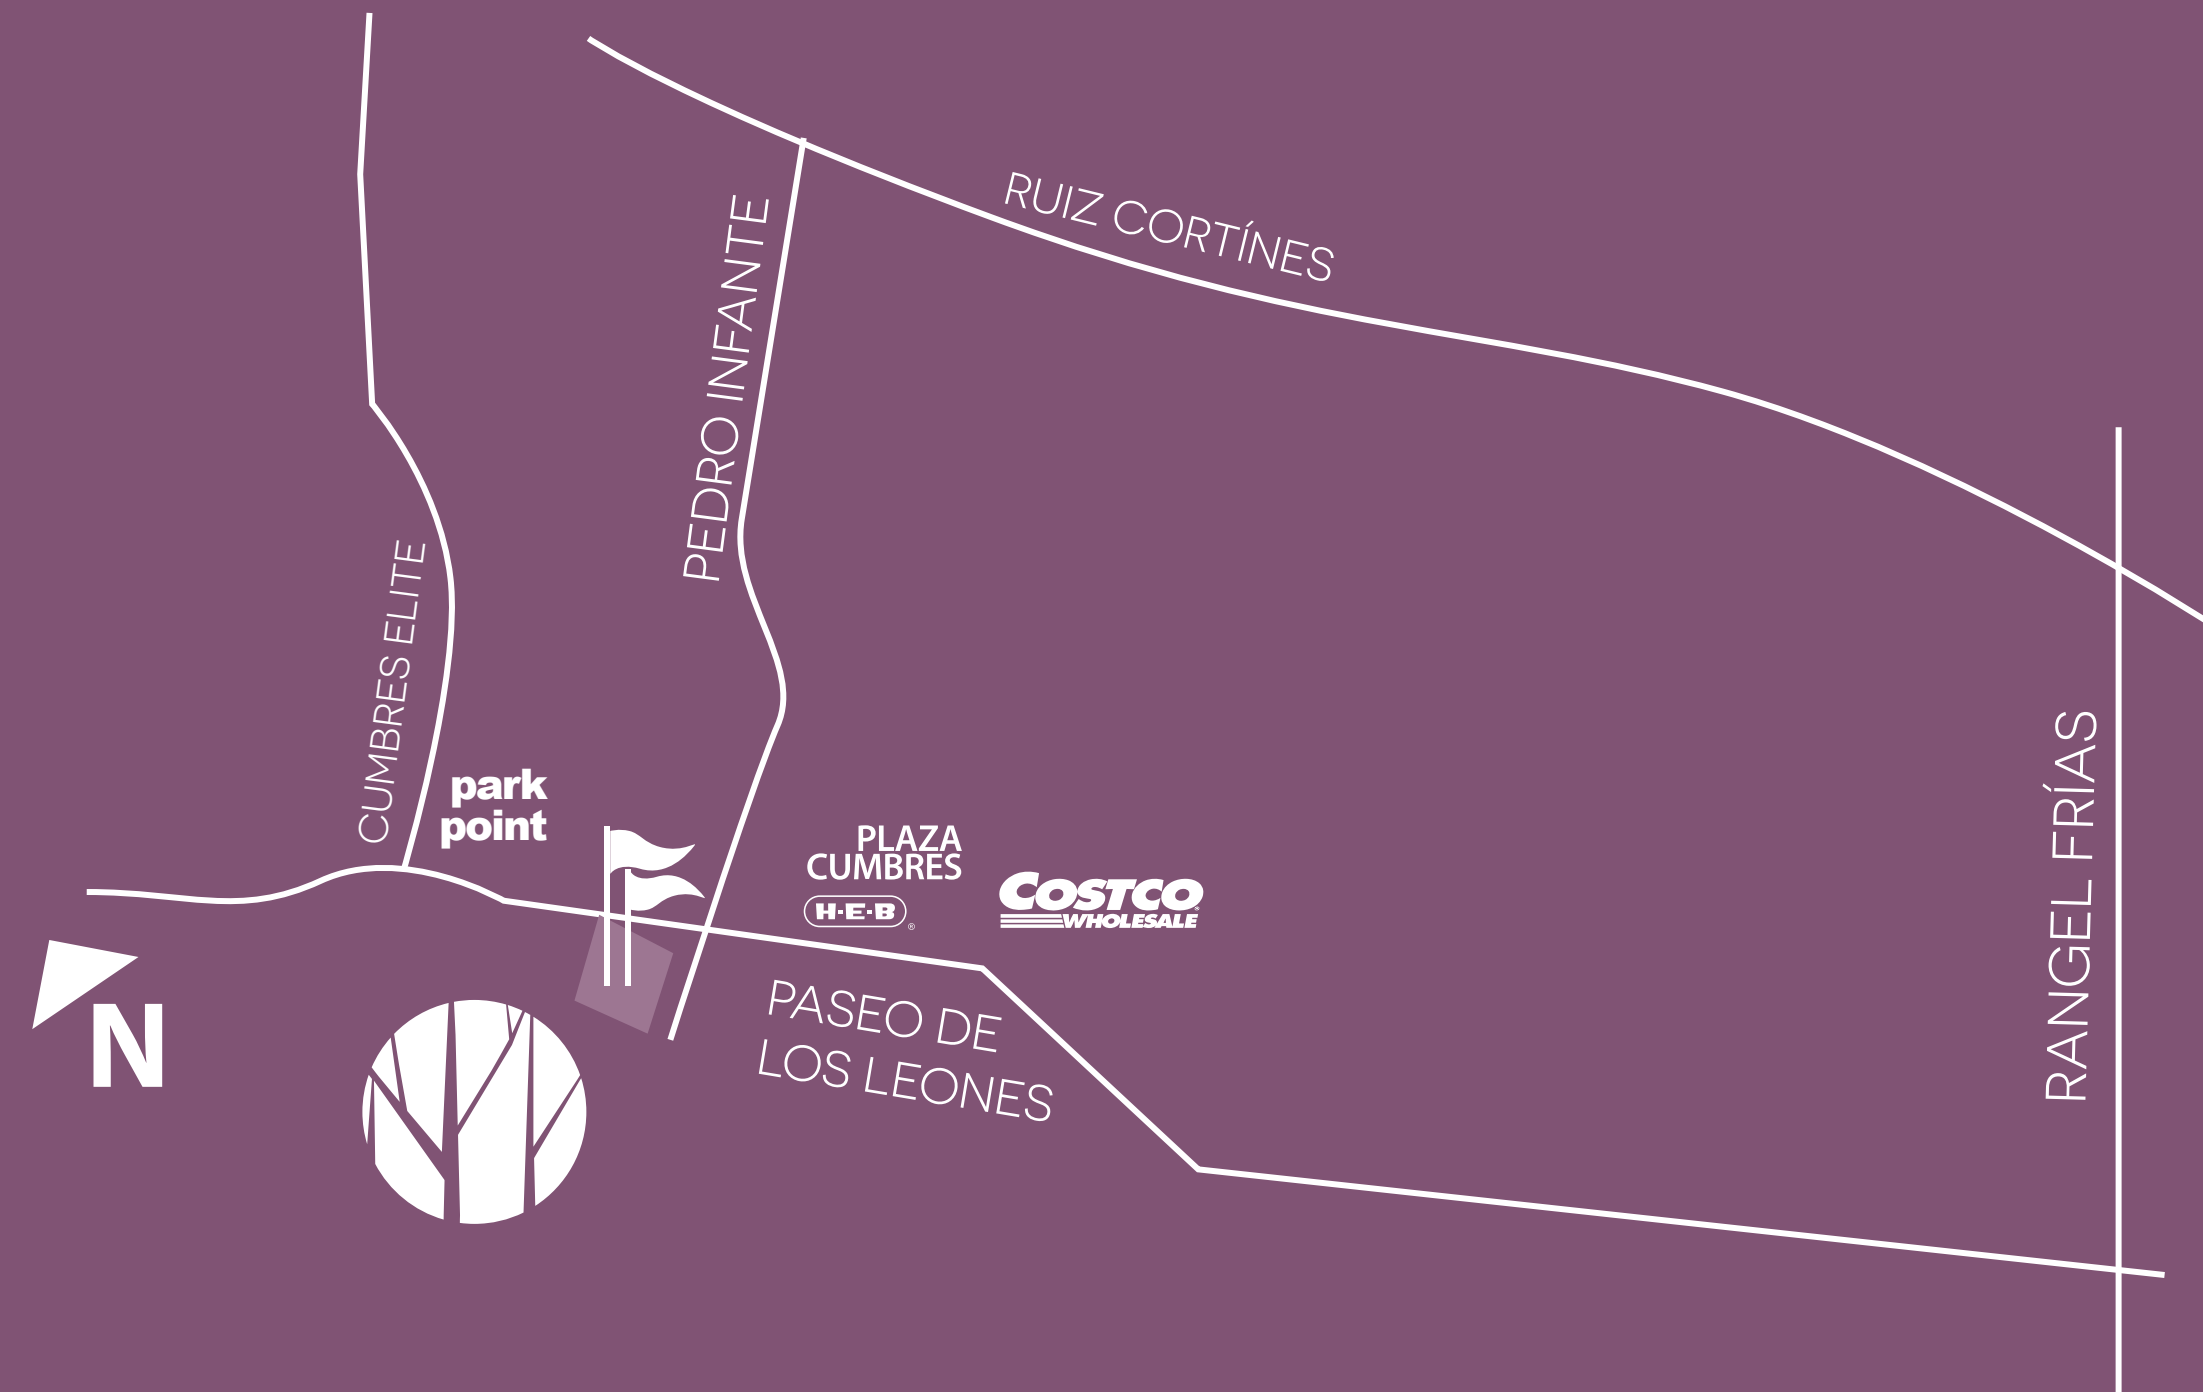 RUIZ CORTÍNES
PEDRO INFANTE
CUMBRES ELITE
park
point
PLAZA
CUMBRES
H·E·B®
COSTCO
WHOLESALE
RANGEL FRÍAS
PASEO DE
LOS LEONES
N